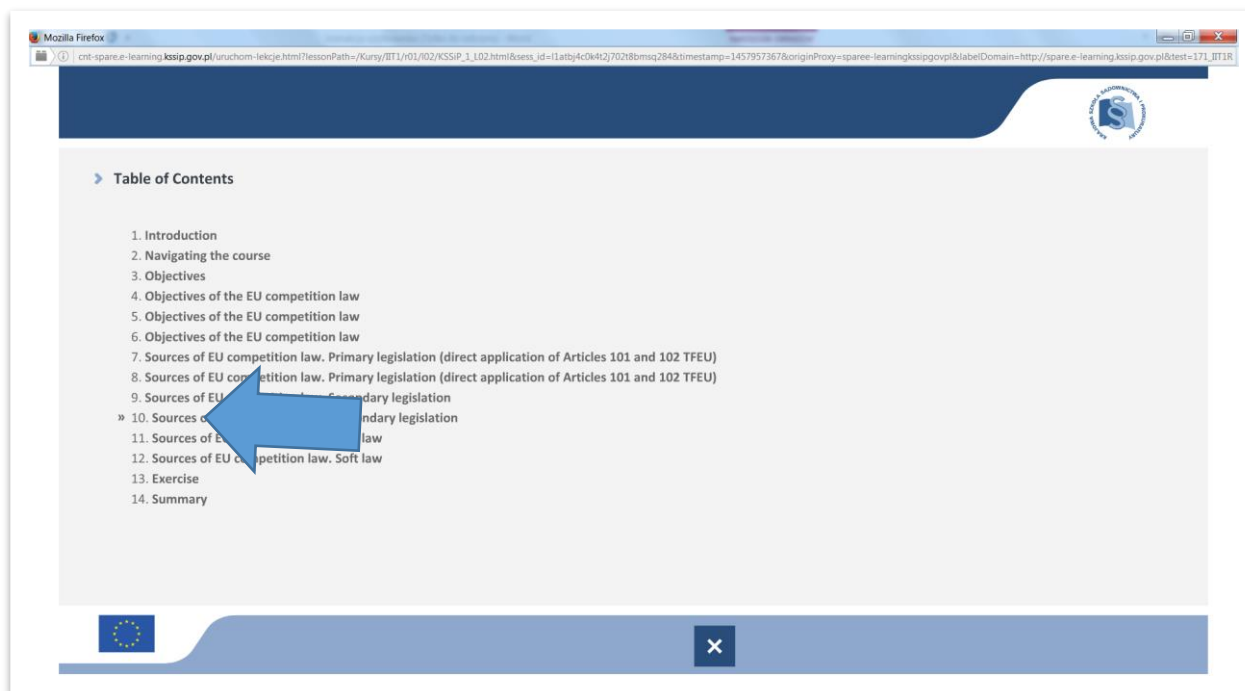 Mozilla Firefox
cnt-spare.e-learning.kssip.gov.pl/uruchom-lekcje.html?lessonPath=/Kursy/IIT1/r01/l02/KSSiP_1_L02.html&sess_id=l1atbj4c0k4t2j702t8bmsq284&timestamp=1457957367&originProxy=sparee-learningkssipgovpl&labelDomain=http://spare.e-learning.kssip.gov.pl&test=171_IIT1R
KRAJOWA SZKOŁA SĄDOWNICTWA I PROKURATURY
Table of Contents
1. Introduction
2. Navigating the course
3. Objectives
4. Objectives of the EU competition law
5. Objectives of the EU competition law
6. Objectives of the EU competition law
7. Sources of EU competition law. Primary legislation (direct application of Articles 101 and 102 TFEU)
8. Sources of EU competition law. Primary legislation (direct application of Articles 101 and 102 TFEU)
9. Sources of EU legislation
» 10. Sources legislation
11. Sources of law
12. Sources of EU competition law. Soft law
13. Exercise
14. Summary